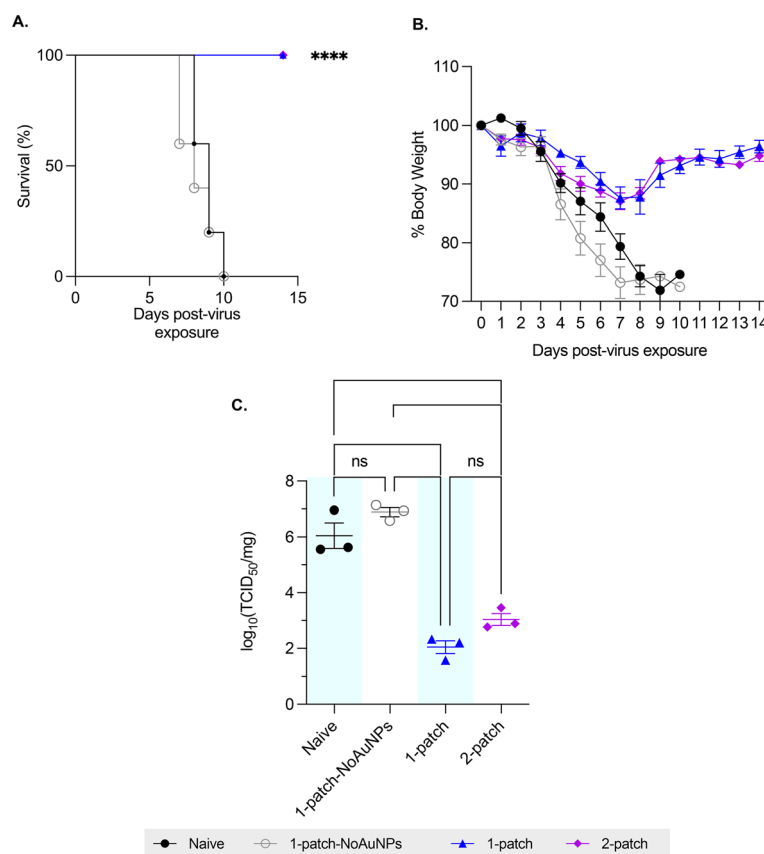 A.
100
50
0
Survival (%)
0
5
10
15
Days post-virus
exposure
****
B.
110
100
90
80
70
% Body Weight
0 1 2 3 4 5 6 7 8 9 10 11 12 13 14
Days post-virus exposure
C.
ns
ns
8
6
4
2
0
log10(TCID50/mg)
Naive
1-patch-NoAuNPs
1-patch
2-patch
Naive 1-patch-NoAuNPs 1-patch 2-patch